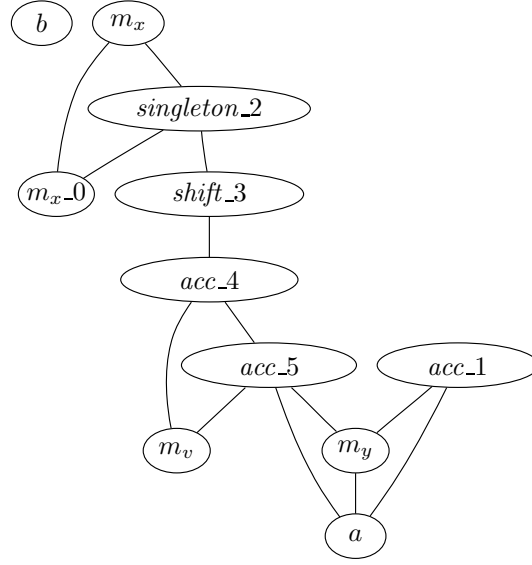 b m_x
singleton_2
m_x_0 shift_3
acc_4
acc_5 acc_1
m_v m_y
a